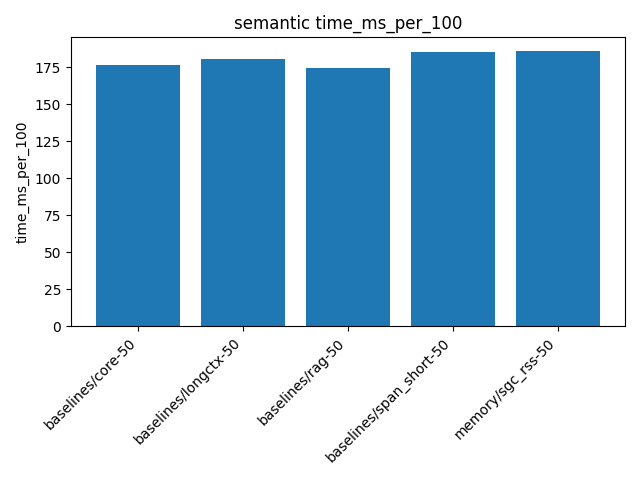 semantic time_ms_per_100
time_ms_per_100
175
150
125
100
75
50
25
0
baselines/core-50
baselines/longctx-50
baselines/rag-50
baselines/span_short-50
memory/sgc_rss-50